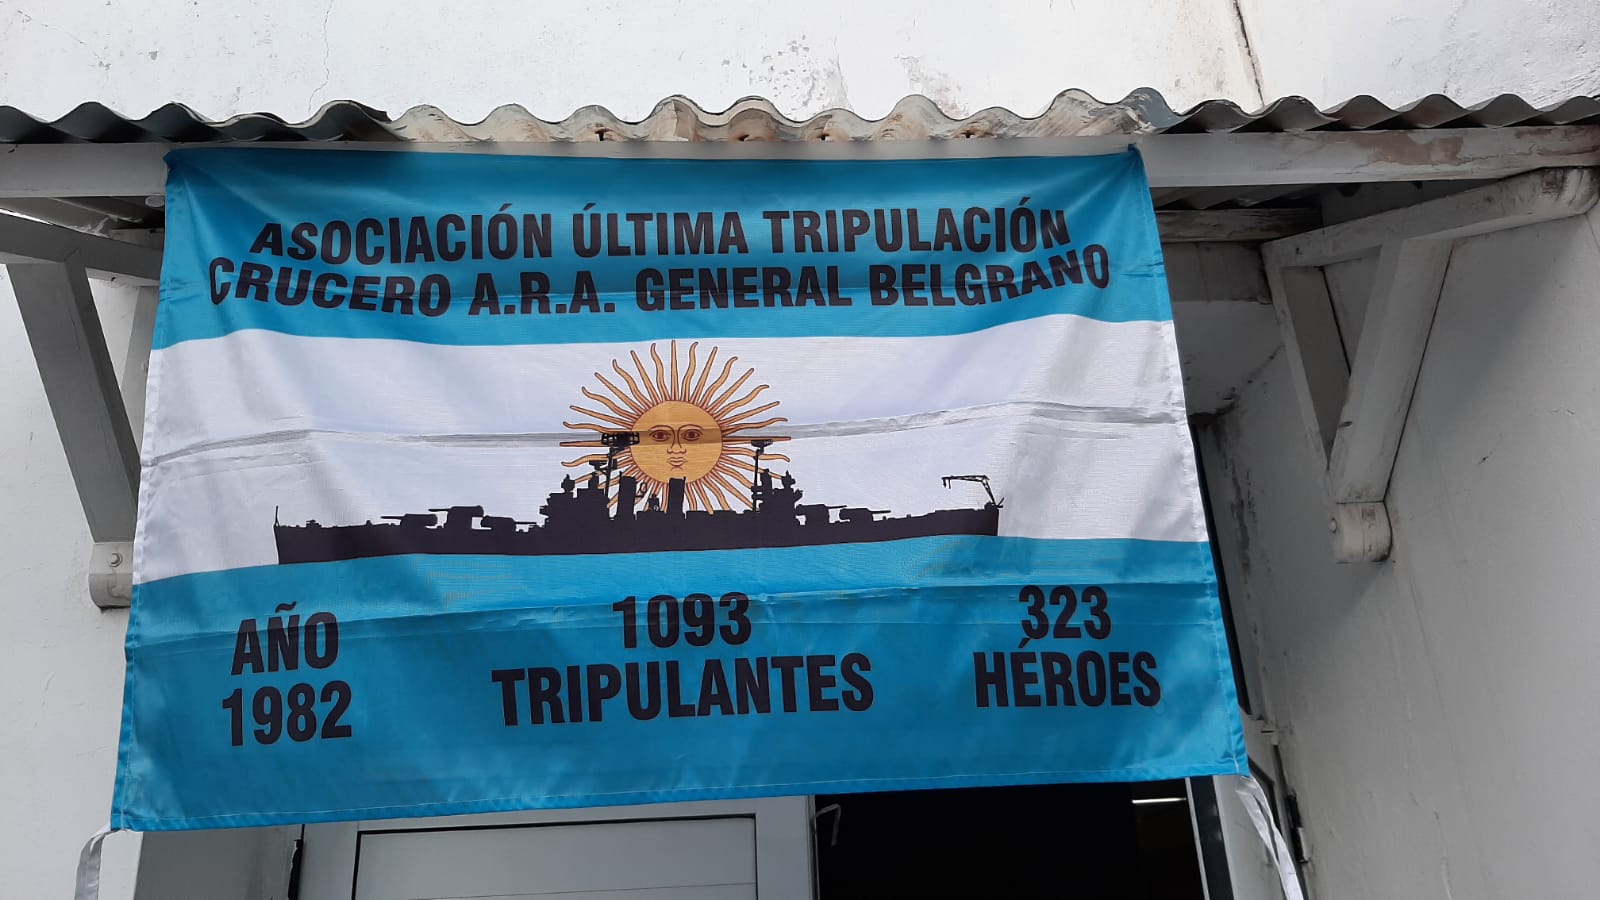 ASOCIACIÓN ÚLTIMA TRIPULACIÓN
CRUCERO A.R.A. GENERAL BELGRANO
AÑO
1982
1093
TRIPULANTES
323
HÉROES